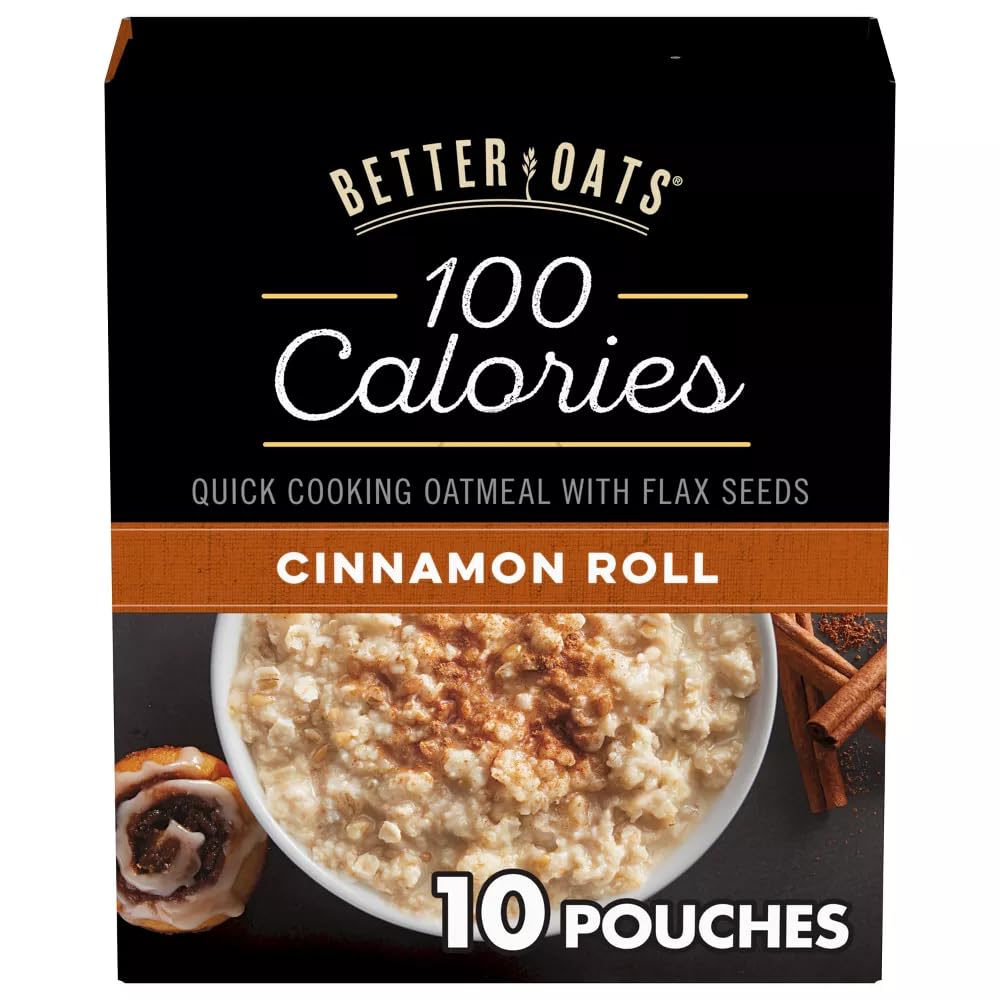 BETTER OATS®
100
Calories
QUICK COOKING OATMEAL WITH FLAX SEEDS
CINNAMON ROLL
10 POUCHES